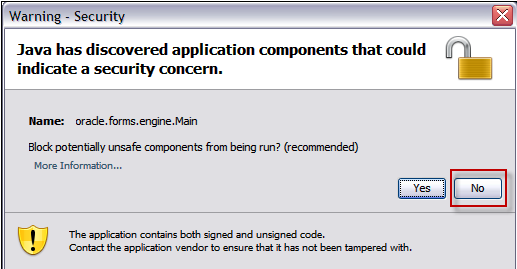 Warning - Security
Java has discovered application components that could
indicate a security concern.
Name: oracle.forms.engine.Main
Block potentially unsafe components from being run? (recommended)
More Information...
Yes No
The application contains both signed and unsigned code.
Contact the application vendor to ensure that it has not been tampered with.